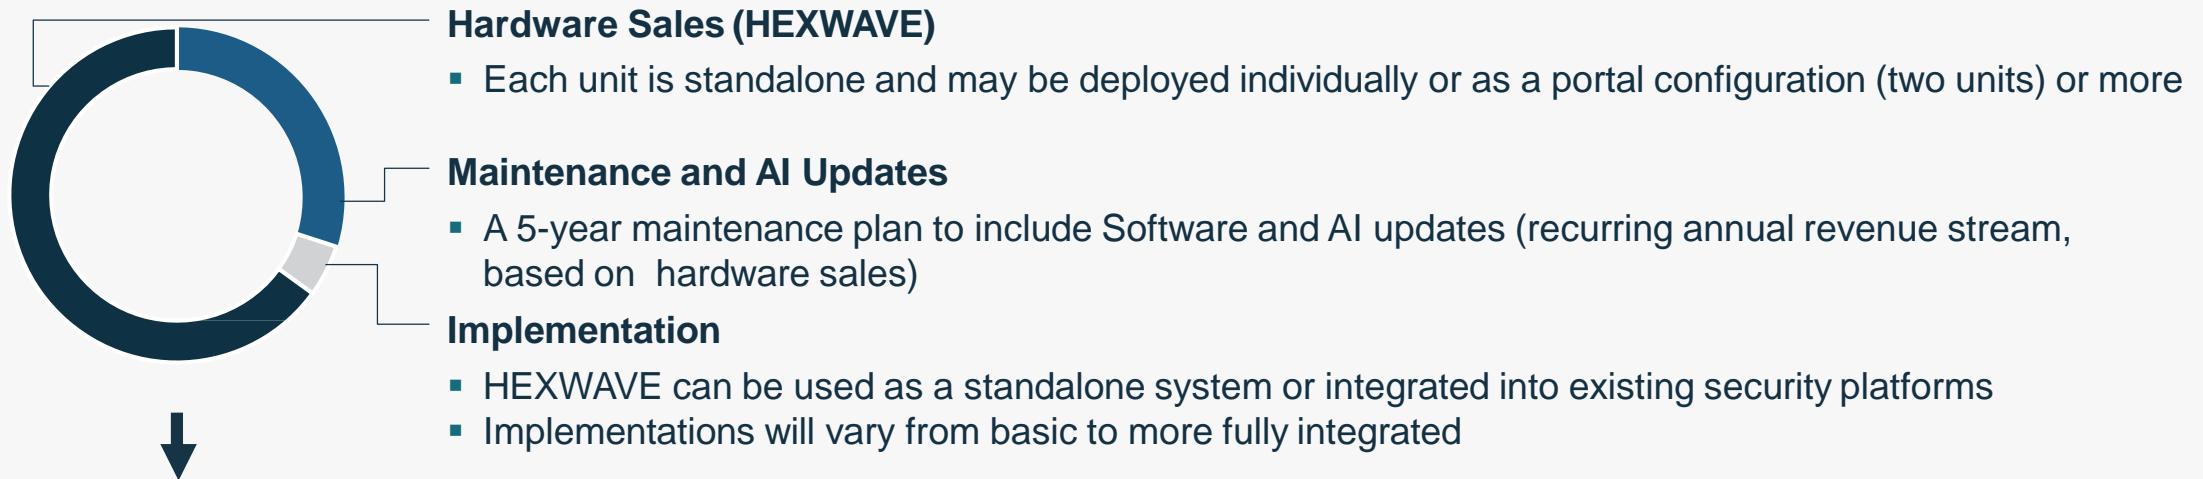 Hardware Sales (HEXWAVE)
▪ Each unit is standalone and may be deployed individually or as a portal configuration (two units) or more
Maintenance and AI Updates
▪ A 5-year maintenance plan to include Software and AI updates (recurring annual revenue stream,
based on  hardware sales)
Implementation
▪ HEXWAVE can be used as a standalone system or integrated into existing security platforms
▪ Implementations will vary from basic to more fully integrated